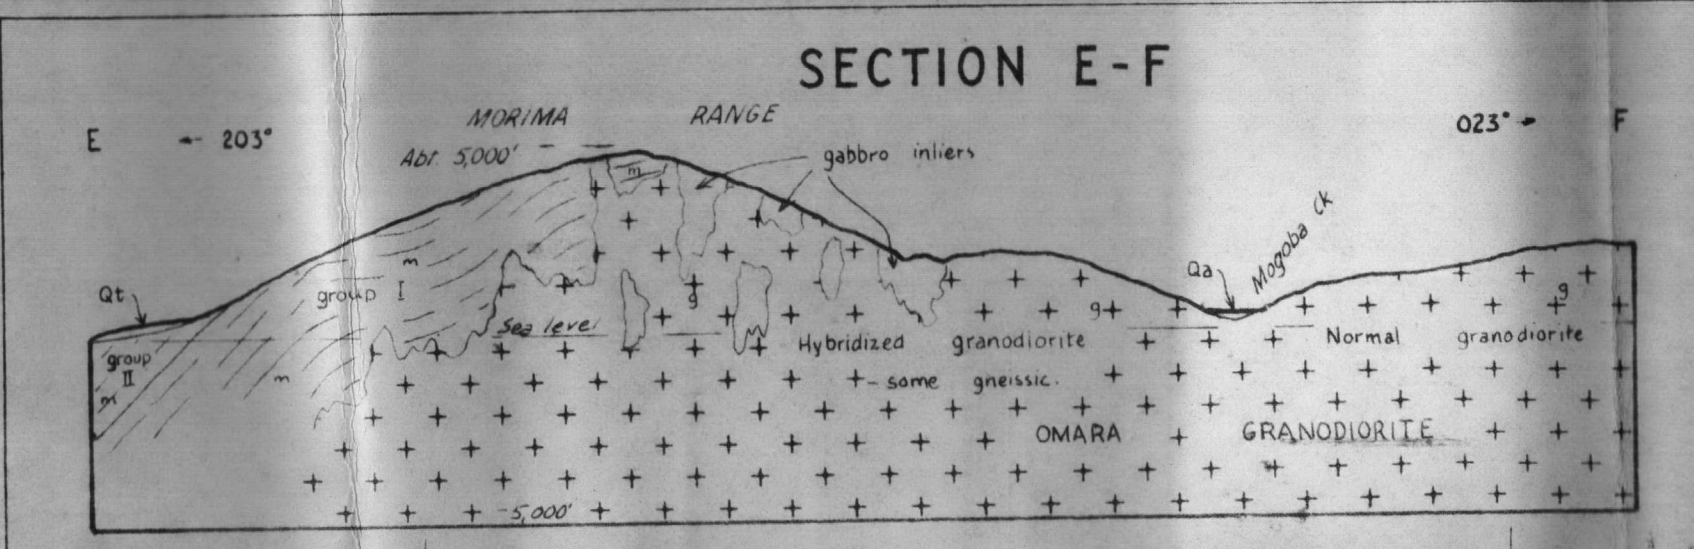 SECTION E-F
MORIMA RANGE
E ← 203°
023° → F
Abt. 5,000'
gabbro inliers
m
Mogoba Ck
Qa
Qt
m
group I
g
g
g
Sea level
Hybridized granodiorite
Normal granodiorite
group
II
m
m
- some gneissic.
OMARA GRANODIORITE
-5,000'